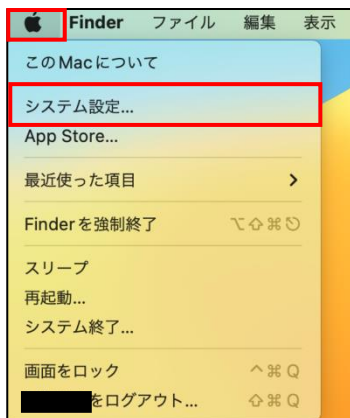 Finder ファイル 編集 表示
このMacについて
システム設定...
App Store...
最近使った項目 >
Finderを強制終了 ⌥⇧⌘⎋
スリープ
再起動...
システム終了...
画面をロック ^⌘Q
をログアウト... ⇧⌘Q